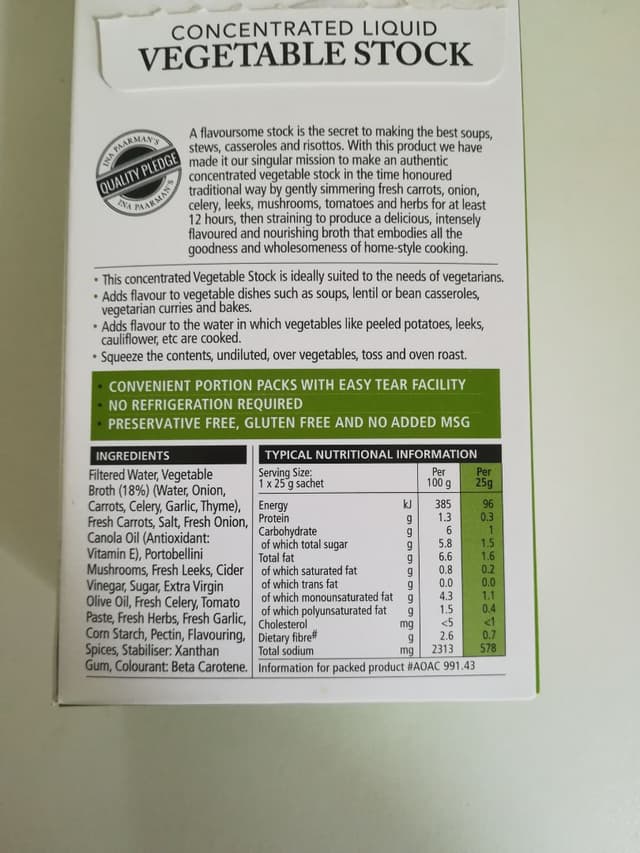 CONCENTRATED LIQUID
VEGETABLE STOCK
INA PAARMAN'S
QUALITY PLEDGE
INA PAARMAN'S
A flavoursome stock is the secret to making the best soups,
stews, casseroles and risottos. With this product we have
made it our singular mission to make an authentic
concentrated vegetable stock in the time honoured
traditional way by gently simmering fresh carrots, onion,
celery, leeks, mushrooms, tomatoes and herbs for at least
12 hours, then straining to produce a delicious, intensely
flavoured and nourishing broth that embodies all the
goodness and wholesomeness of home-style cooking.
• This concentrated Vegetable Stock is ideally suited to the needs of vegetarians.
• Adds flavour to vegetable dishes such as soups, lentil or bean casseroles,
vegetarian curries and bakes.
• Adds flavour to the water in which vegetables like peeled potatoes, leeks,
cauliflower, etc are cooked.
• Squeeze the contents, undiluted, over vegetables, toss and oven roast.
• CONVENIENT PORTION PACKS WITH EASY TEAR FACILITY
• NO REFRIGERATION REQUIRED
• PRESERVATIVE FREE, GLUTEN FREE AND NO ADDED MSG
INGREDIENTS
Filtered Water, Vegetable
Broth (18%) (Water, Onion,
Carrots, Celery, Garlic, Thyme),
Fresh Carrots, Salt, Fresh Onion,
Canola Oil (Antioxidant:
Vitamin E), Portobellini
Mushrooms, Fresh Leeks, Cider
Vinegar, Sugar, Extra Virgin
Olive Oil, Fresh Celery, Tomato
Paste, Fresh Herbs, Fresh Garlic,
Corn Starch, Pectin, Flavouring,
Spices, Stabiliser: Xanthan
Gum, Colourant: Beta Carotene.
TYPICAL NUTRITIONAL INFORMATION
Serving Size: Per Per
1 x 25 g sachet 100 g 25g
Energy kJ 385 96
Protein g 1.3 0.3
Carbohydrate g 6 1
of which total sugar g 5.8 1.5
Total fat g 6.6 1.6
of which saturated fat g 0.8 0.2
of which trans fat g 0.0 0.0
of which monounsaturated fat g 4.3 1.1
of which polyunsaturated fat g 1.5 0.4
Cholesterol mg <5 <1
Dietary fibre# g 2.6 0.7
Total sodium mg 2313 578
Information for packed product #AOAC 991.43